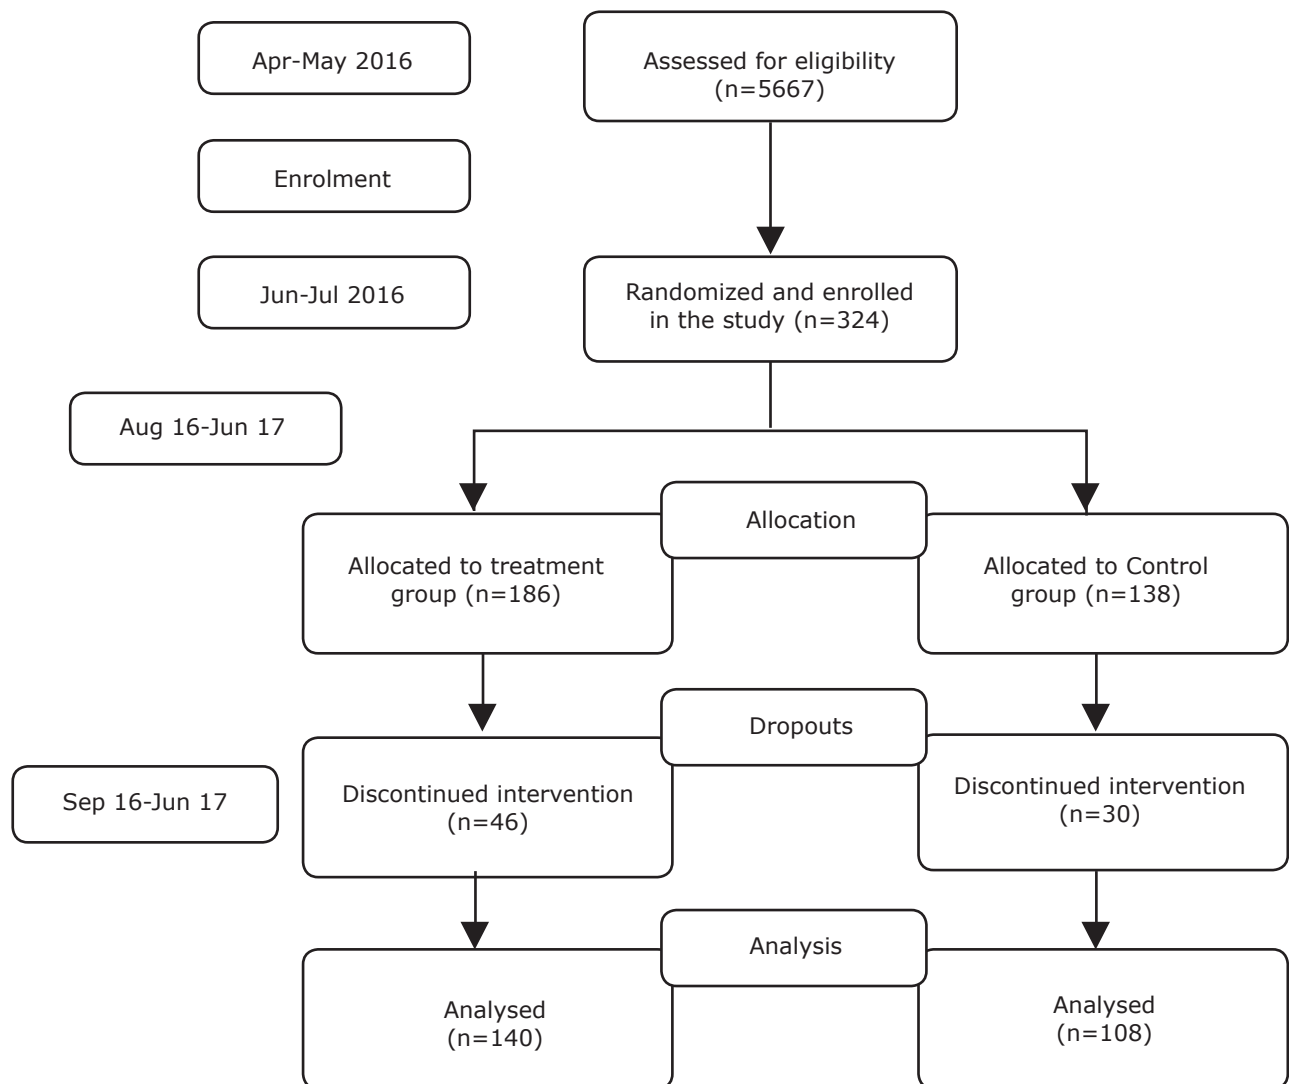 Apr-May 2016
Assessed for eligibility
(n=5667)
Enrolment
Jun-Jul 2016
Randomized and enrolled
in the study (n=324)
Aug 16-Jun 17
Allocation
Allocated to treatment
group (n=186)
Allocated to Control
group (n=138)
Dropouts
Sep 16-Jun 17
Discontinued intervention
(n=46)
Discontinued intervention
(n=30)
Analysis
Analysed
(n=140)
Analysed
(n=108)